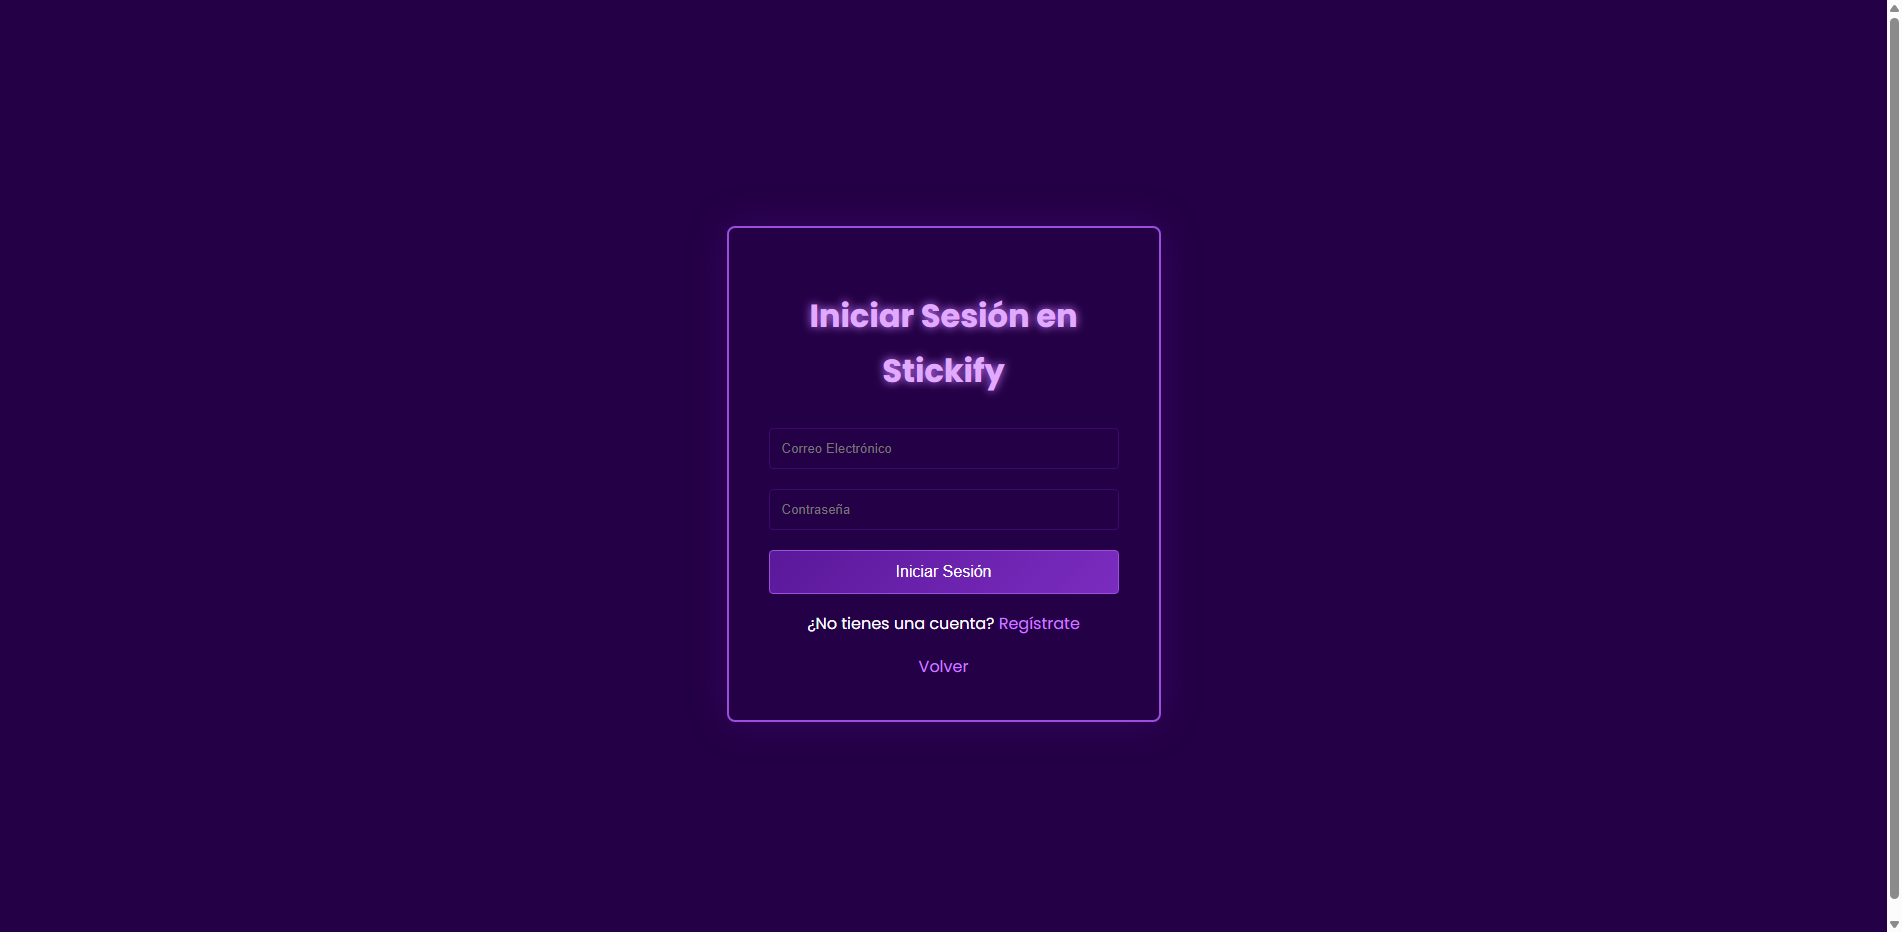 Iniciar Sesión en
Stickify
Correo Electrónico
Contraseña
Iniciar Sesión
¿No tienes una cuenta? Regístrate
Volver